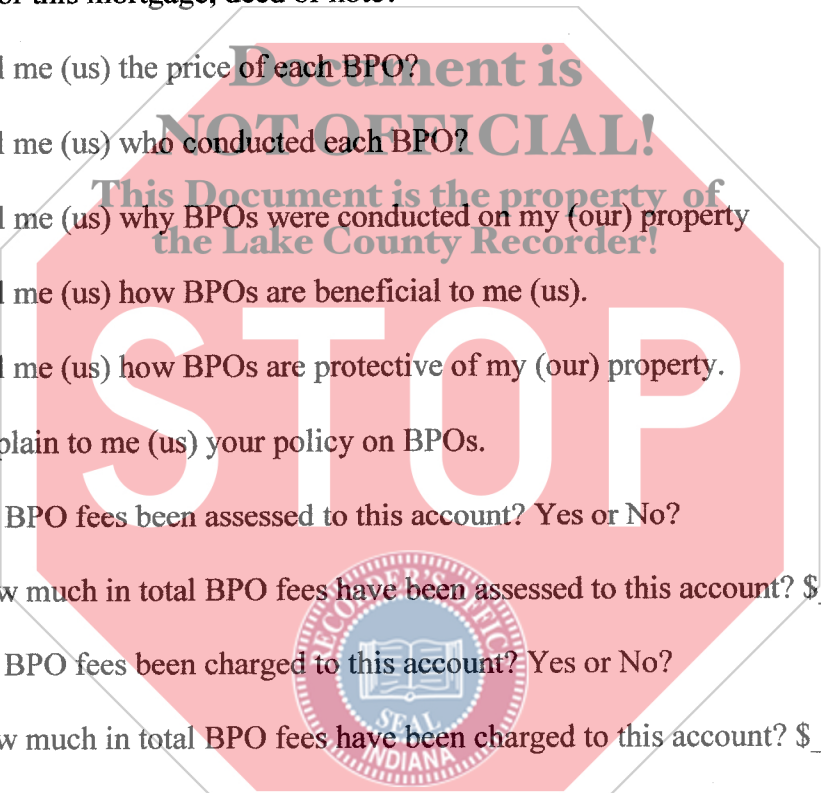 this mortgage, deed or note?
me (us) the price of each BPO?
Document is
me (us) who conducted each BPO?
NOT OFFICIAL!
This Document is the property of
me (us) why BPOs were conducted on my (our) property
the Lake County Recorder!
me (us) how BPOs are beneficial to me (us).
STOP
me (us) how BPOs are protective of my (our) property.
plain to me (us) your policy on BPOs.
BPO fees been assessed to this account? Yes or No?
w much in total BPO fees have been assessed to this account? $_
RECORDER'S OFFICE
BPO fees been charged to this account? Yes or No?
SEAL
w much in total BPO fees have been charged to this account? $_
INDIANA